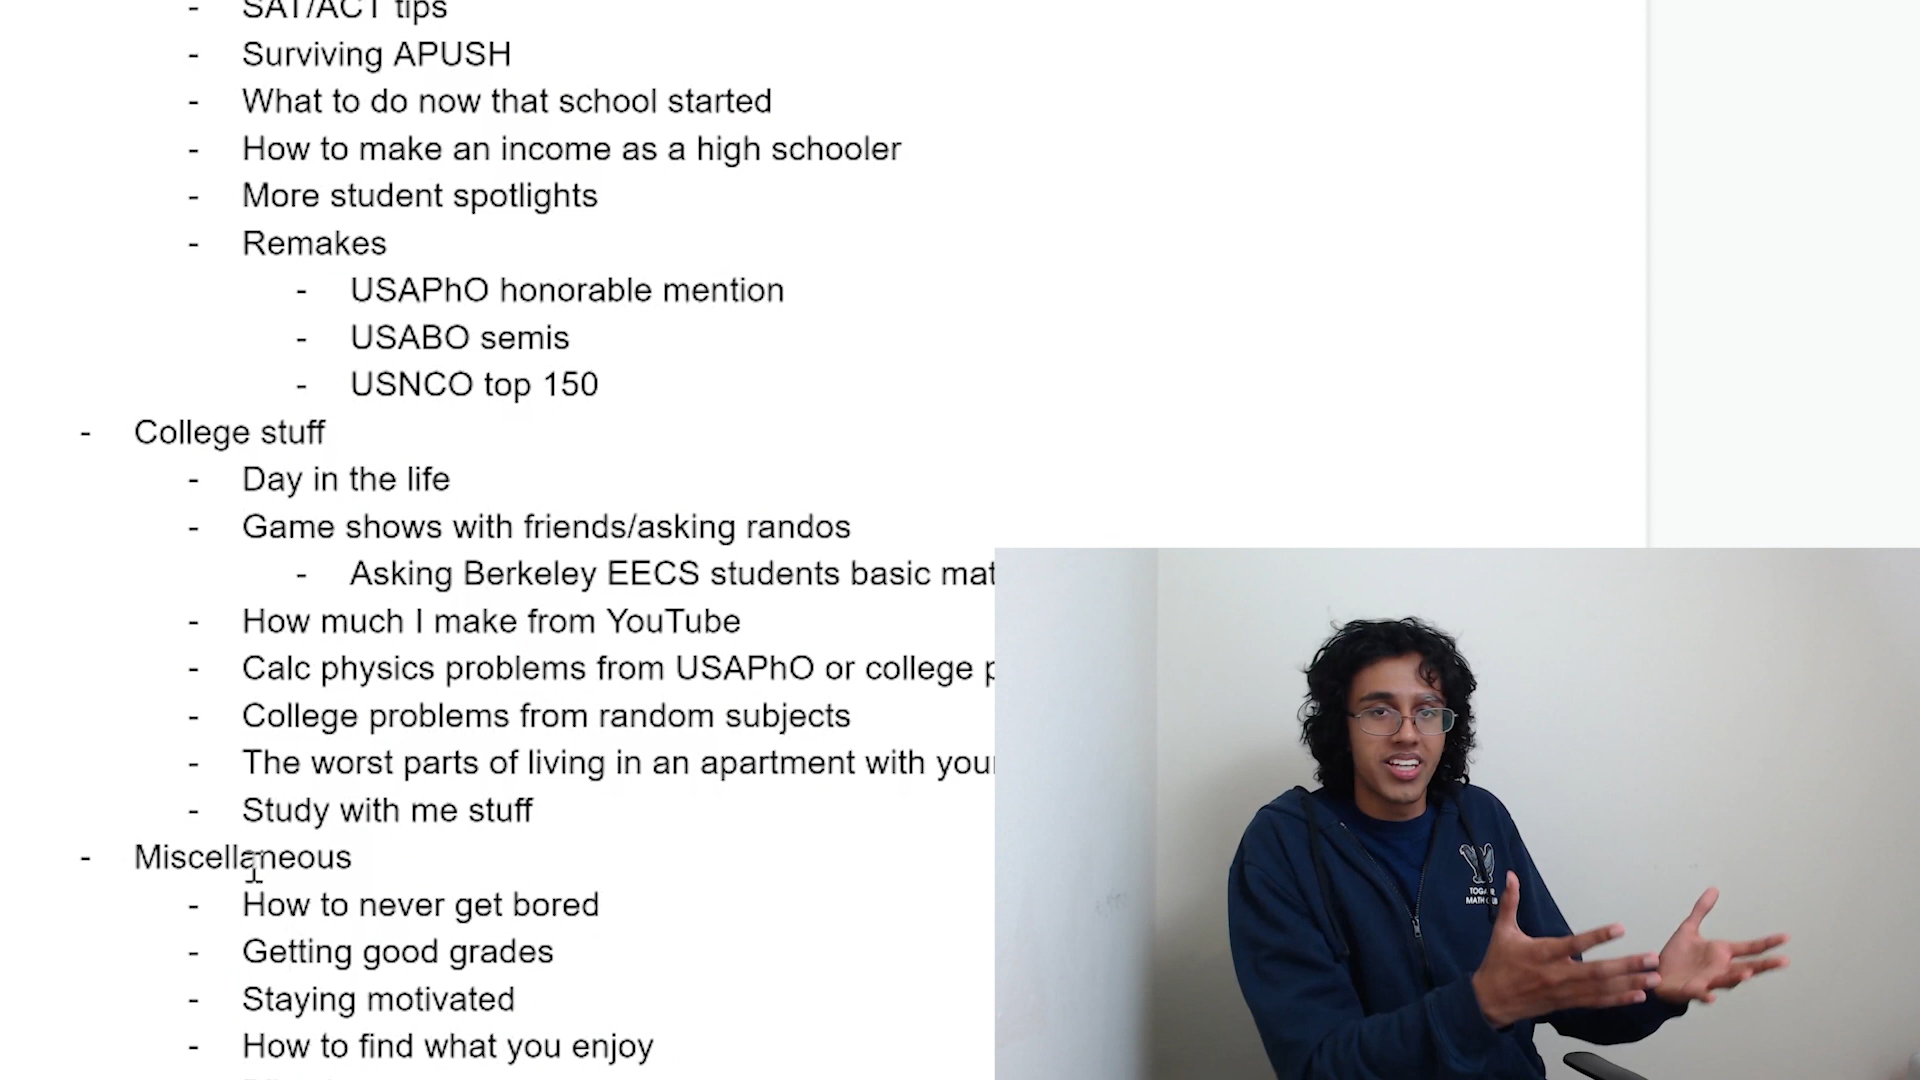 - SAT/ACT tips
- Surviving APUSH
- What to do now that school started
- How to make an income as a high schooler
- More student spotlights
- Remakes
- USAPhO honorable mention
- USABO semis
- USNCO top 150
- College stuff
- Day in the life
- Game shows with friends/asking randos
- Asking Berkeley EECS students basic
- How much I make from YouTube
- Calc physics problems from USAPhO or college
- College problems from random subjects
- The worst parts of living in an apartment with
- Study with me stuff
- Miscellaneous
- How to never get bored
- Getting good grades
- Staying motivated
- How to find what you enjoy
MATH